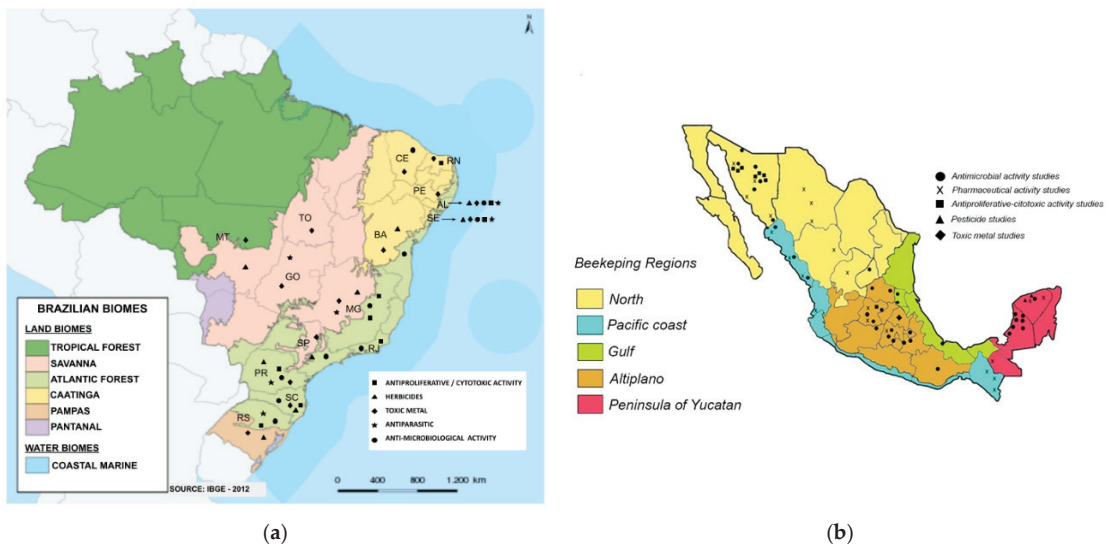 N
CE
RN
PE
AL
SE
TO
BA
MT
GO
MG
SP
RJ
PR
SC
RS
BRAZILIAN BIOMES
LAND BIOMES
TROPICAL FOREST
SAVANNA
ATLANTIC FOREST
CAATINGA
PAMPAS
PANTANAL
WATER BIOMES
COASTAL MARINE
SOURCE: IBGE - 2012
ANTIPROLIFERATIVE / CYTOTOXIC ACTIVITY
HERBICIDES
TOXIC METAL
ANTIPARASITIC
ANTI-MICROBIOLOGICAL ACTIVITY
0 400 800 1.200 km
(a)
Antimicrobial activity studies
X Pharmaceutical activity studies
Antiproliferative-citotoxic activity studies
Pesticide studies
Toxic metal studies
Beekeping Regions
North
Pacific coast
Gulf
Altiplano
Peninsula of Yucatan
(b)